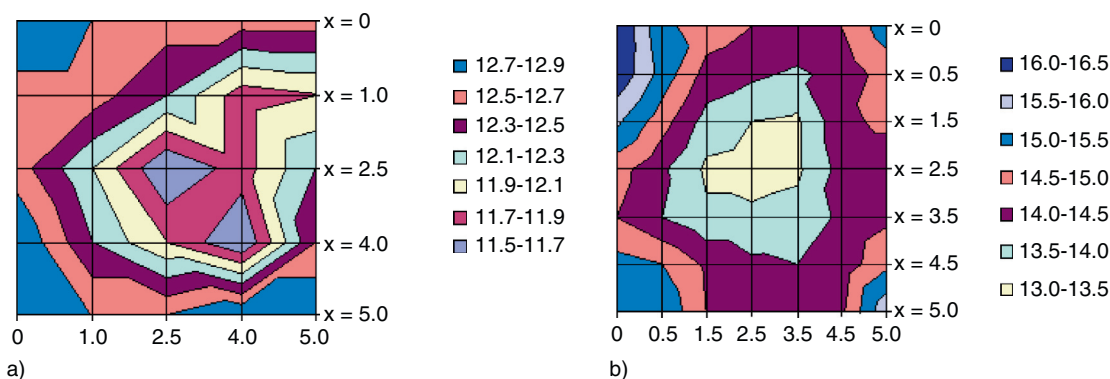 x = 0
x = 1.0
x = 2.5
x = 4.0
x = 5.0
0 1.0 2.5 4.0 5.0
12.7-12.9
12.5-12.7
12.3-12.5
12.1-12.3
11.9-12.1
11.7-11.9
11.5-11.7
a)
x = 0
x = 0.5
x = 1.5
x = 2.5
x = 3.5
x = 4.5
x = 5.0
0 0.5 1.5 2.5 3.5 4.5 5.0
16.0-16.5
15.5-16.0
15.0-15.5
14.5-15.0
14.0-14.5
13.5-14.0
13.0-13.5
b)